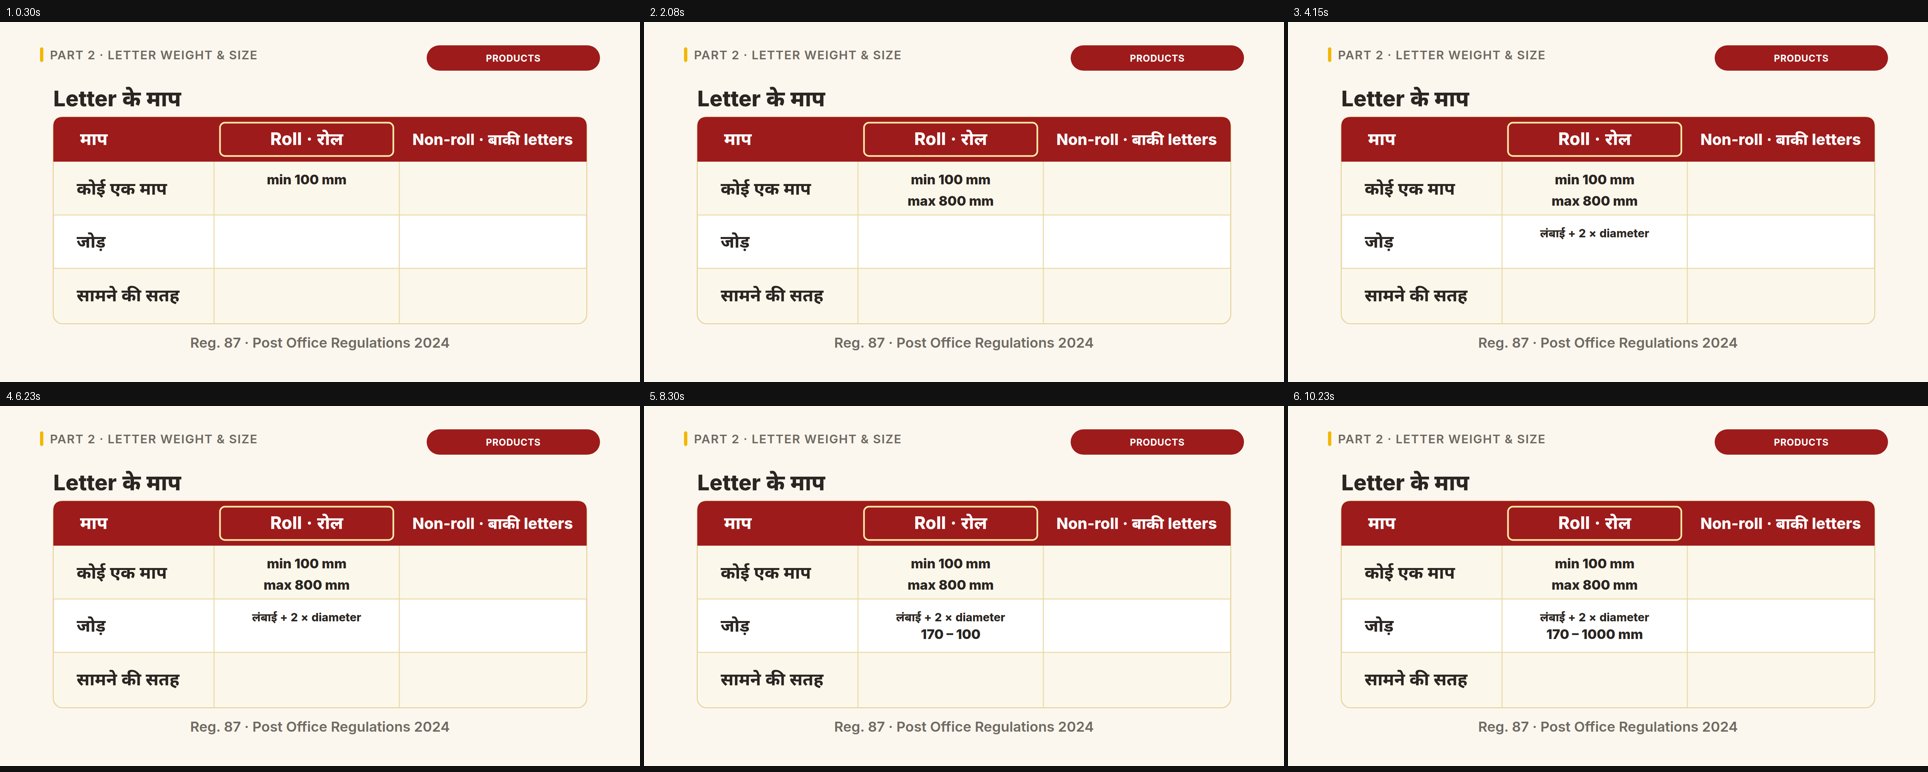 1. 0.30s
PART 2 · LETTER WEIGHT & SIZE
PRODUCTS
Letter के माप
माप Roll · रोल Non-roll · बाकी letters
कोई एक माप min 100 mm
जोड़
सामने की सतह
Reg. 87 · Post Office Regulations 2024
2. 2.08s
PART 2 · LETTER WEIGHT & SIZE
PRODUCTS
Letter के माप
माप Roll · रोल Non-roll · बाकी letters
कोई एक माप min 100 mm
max 800 mm
जोड़
सामने की सतह
Reg. 87 · Post Office Regulations 2024
3. 4.15s
PART 2 · LETTER WEIGHT & SIZE
PRODUCTS
Letter के माप
माप Roll · रोल Non-roll · बाकी letters
कोई एक माप min 100 mm
max 800 mm
जोड़ लंबाई + 2 × diameter
सामने की सतह
Reg. 87 · Post Office Regulations 2024
4. 6.23s
PART 2 · LETTER WEIGHT & SIZE
PRODUCTS
Letter के माप
माप Roll · रोल Non-roll · बाकी letters
कोई एक माप min 100 mm
max 800 mm
जोड़ लंबाई + 2 × diameter
सामने की सतह
Reg. 87 · Post Office Regulations 2024
5. 8.30s
PART 2 · LETTER WEIGHT & SIZE
PRODUCTS
Letter के माप
माप Roll · रोल Non-roll · बाकी letters
कोई एक माप min 100 mm
max 800 mm
जोड़ लंबाई + 2 × diameter
170 – 100
सामने की सतह
Reg. 87 · Post Office Regulations 2024
6. 10.23s
PART 2 · LETTER WEIGHT & SIZE
PRODUCTS
Letter के माप
माप Roll · रोल Non-roll · बाकी letters
कोई एक माप min 100 mm
max 800 mm
जोड़ लंबाई + 2 × diameter
170 – 1000 mm
सामने की सतह
Reg. 87 · Post Office Regulations 2024